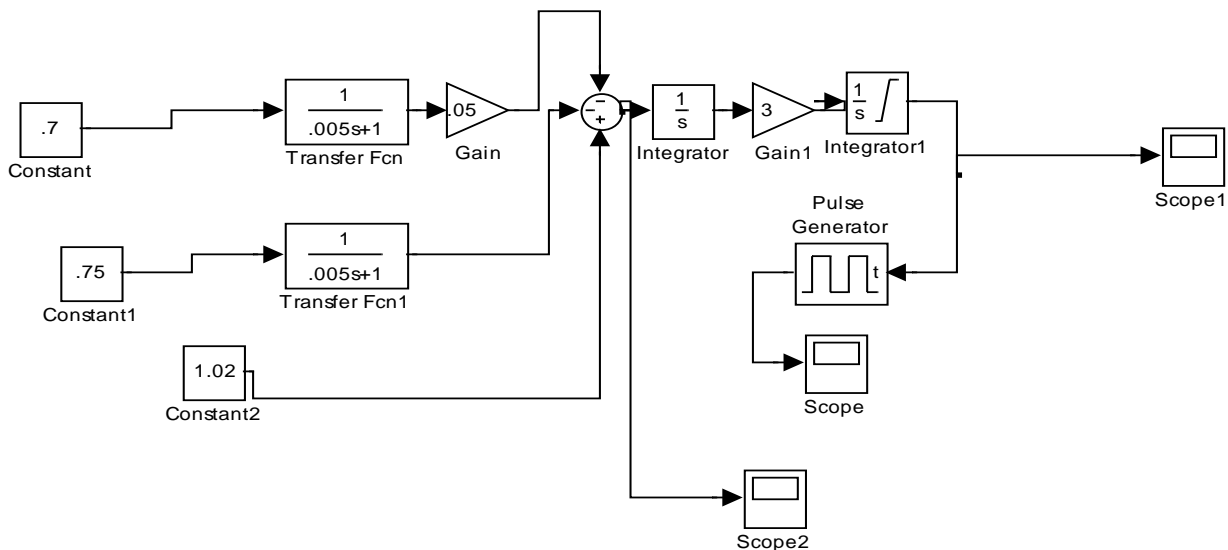 .7
Constant
1
.005s+1
Transfer Fcn
.05
Gain
1
s
Integrator
3
Gain1
1
s
Integrator1
Scope1
Pulse
Generator
t
Scope
.75
Constant1
1
.005s+1
Transfer Fcn1
1.02
Constant2
Scope2